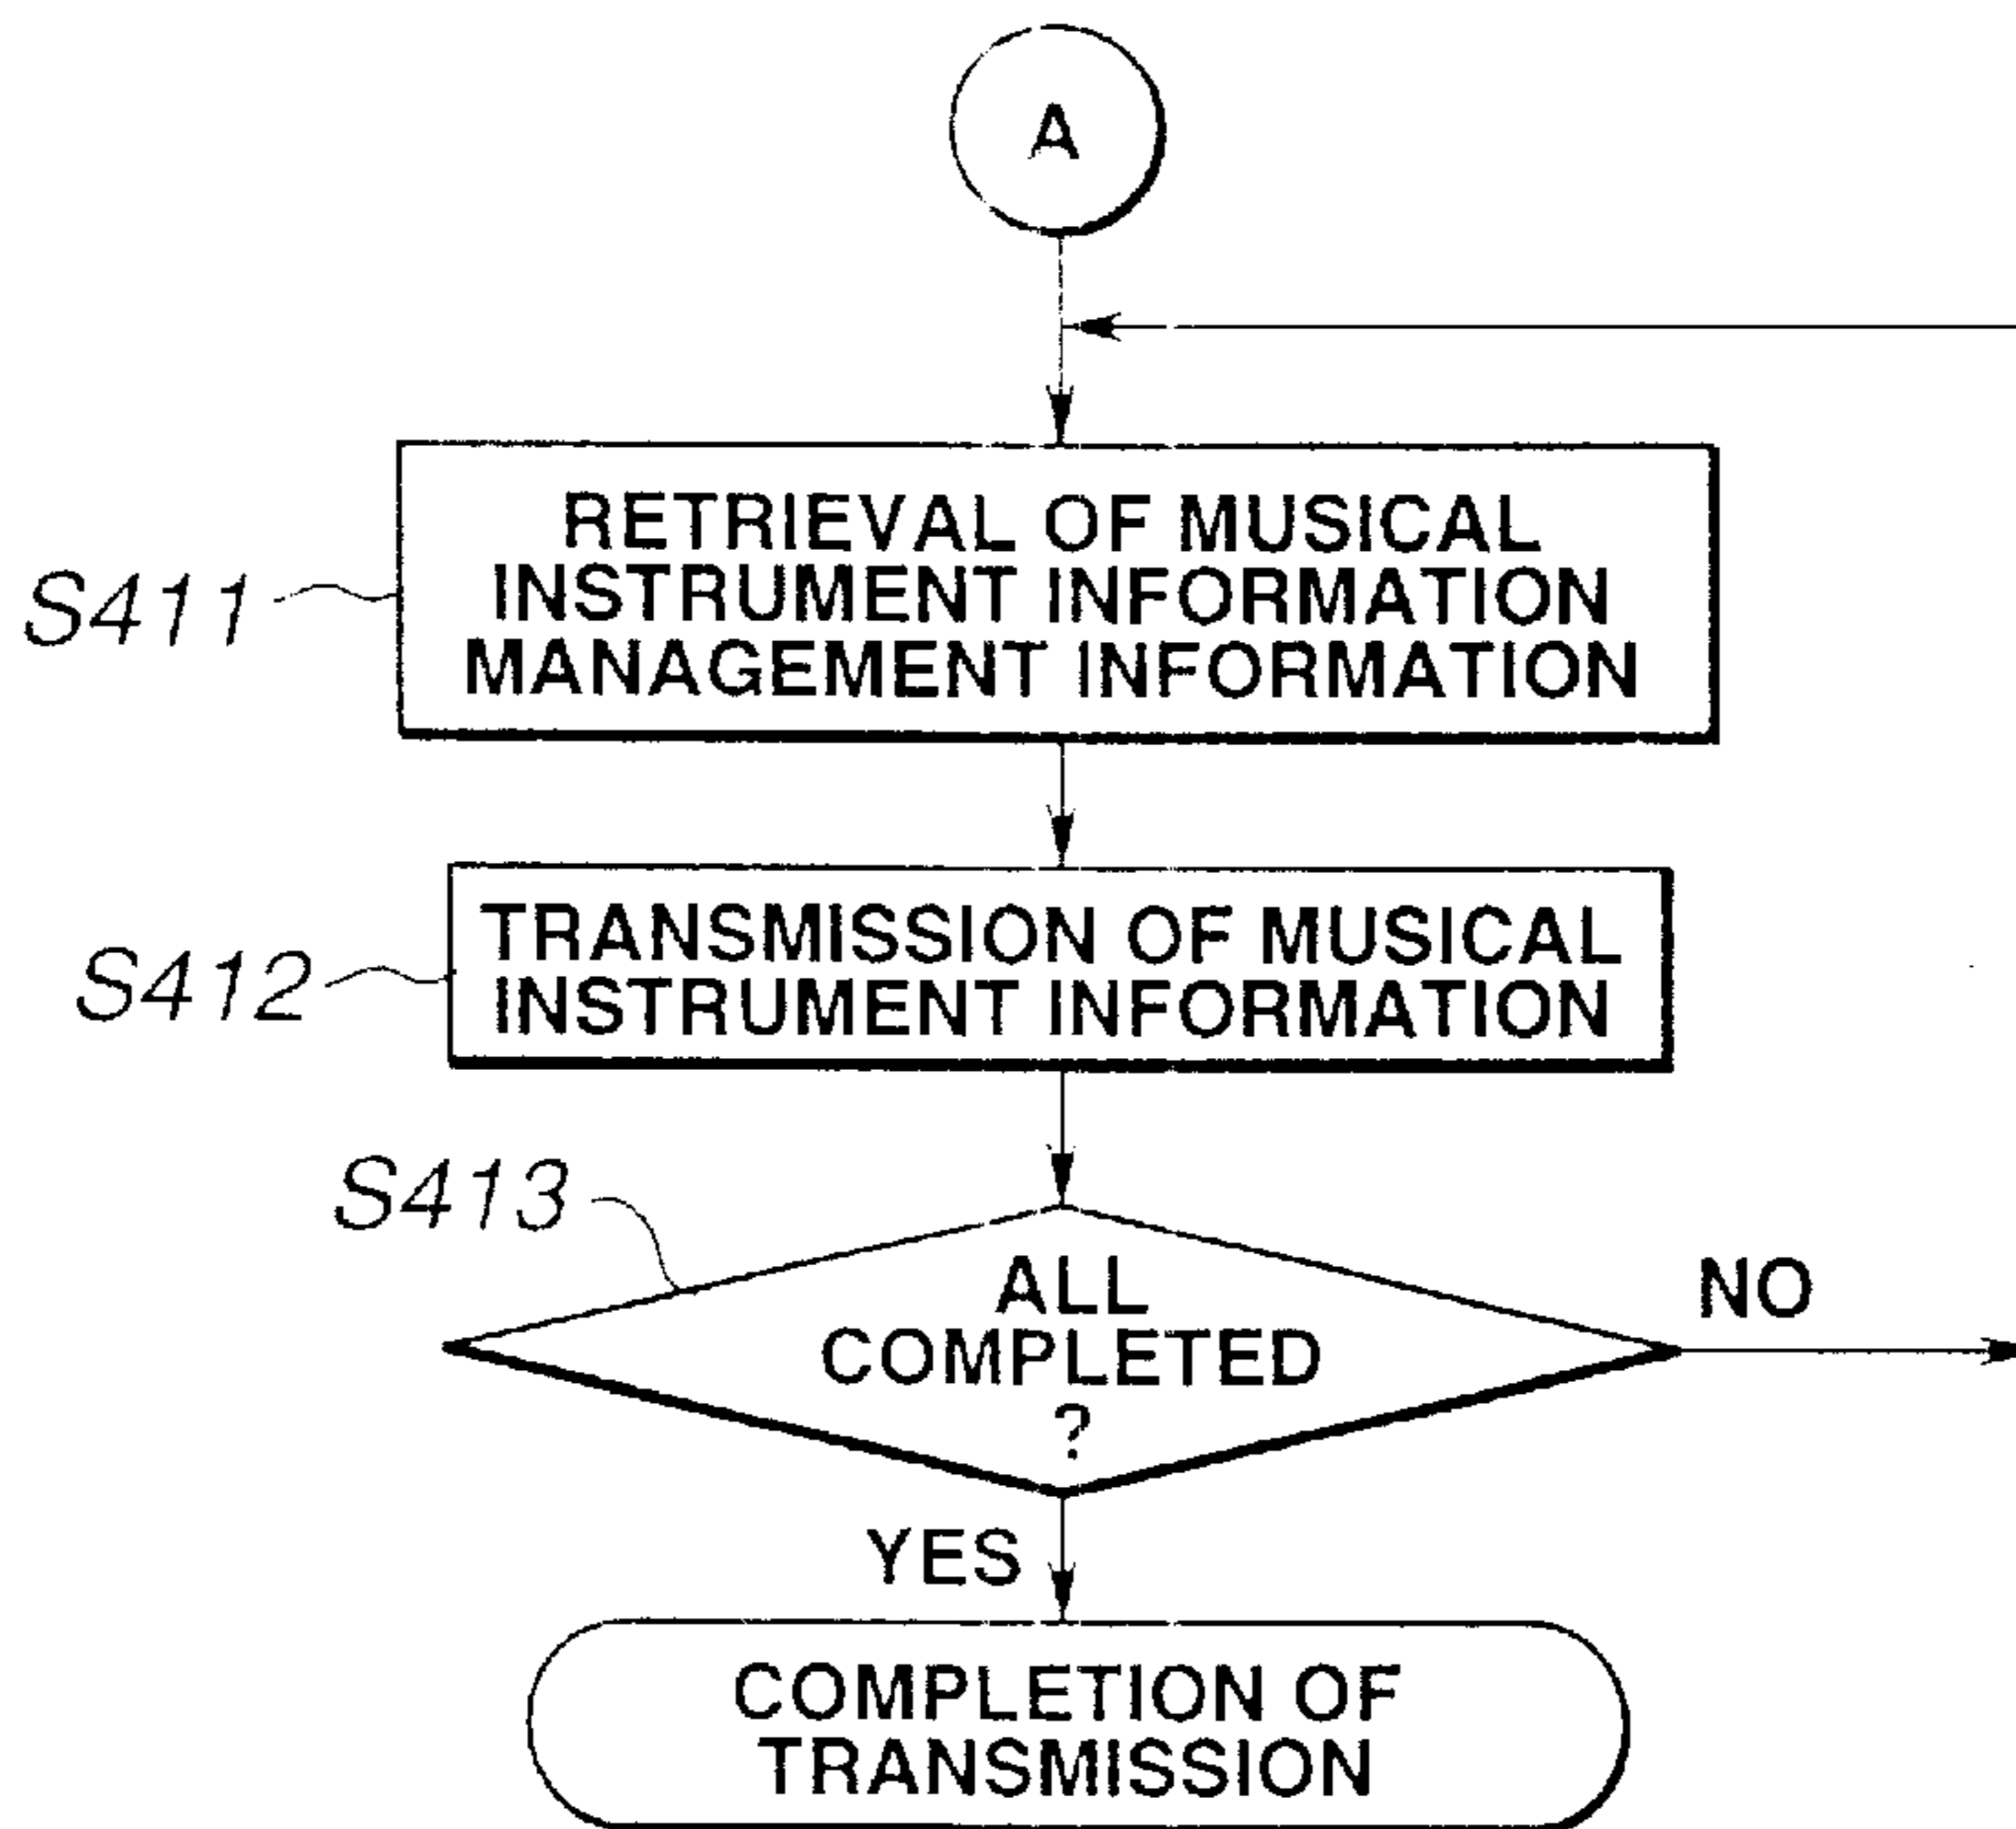 A
RETRIEVAL OF MUSICAL
INSTRUMENT INFORMATION
MANAGEMENT INFORMATION
S411
TRANSMISSION OF MUSICAL
INSTRUMENT INFORMATION
S412
S413
ALL
COMPLETED
?
NO
YES
COMPLETION OF
TRANSMISSION